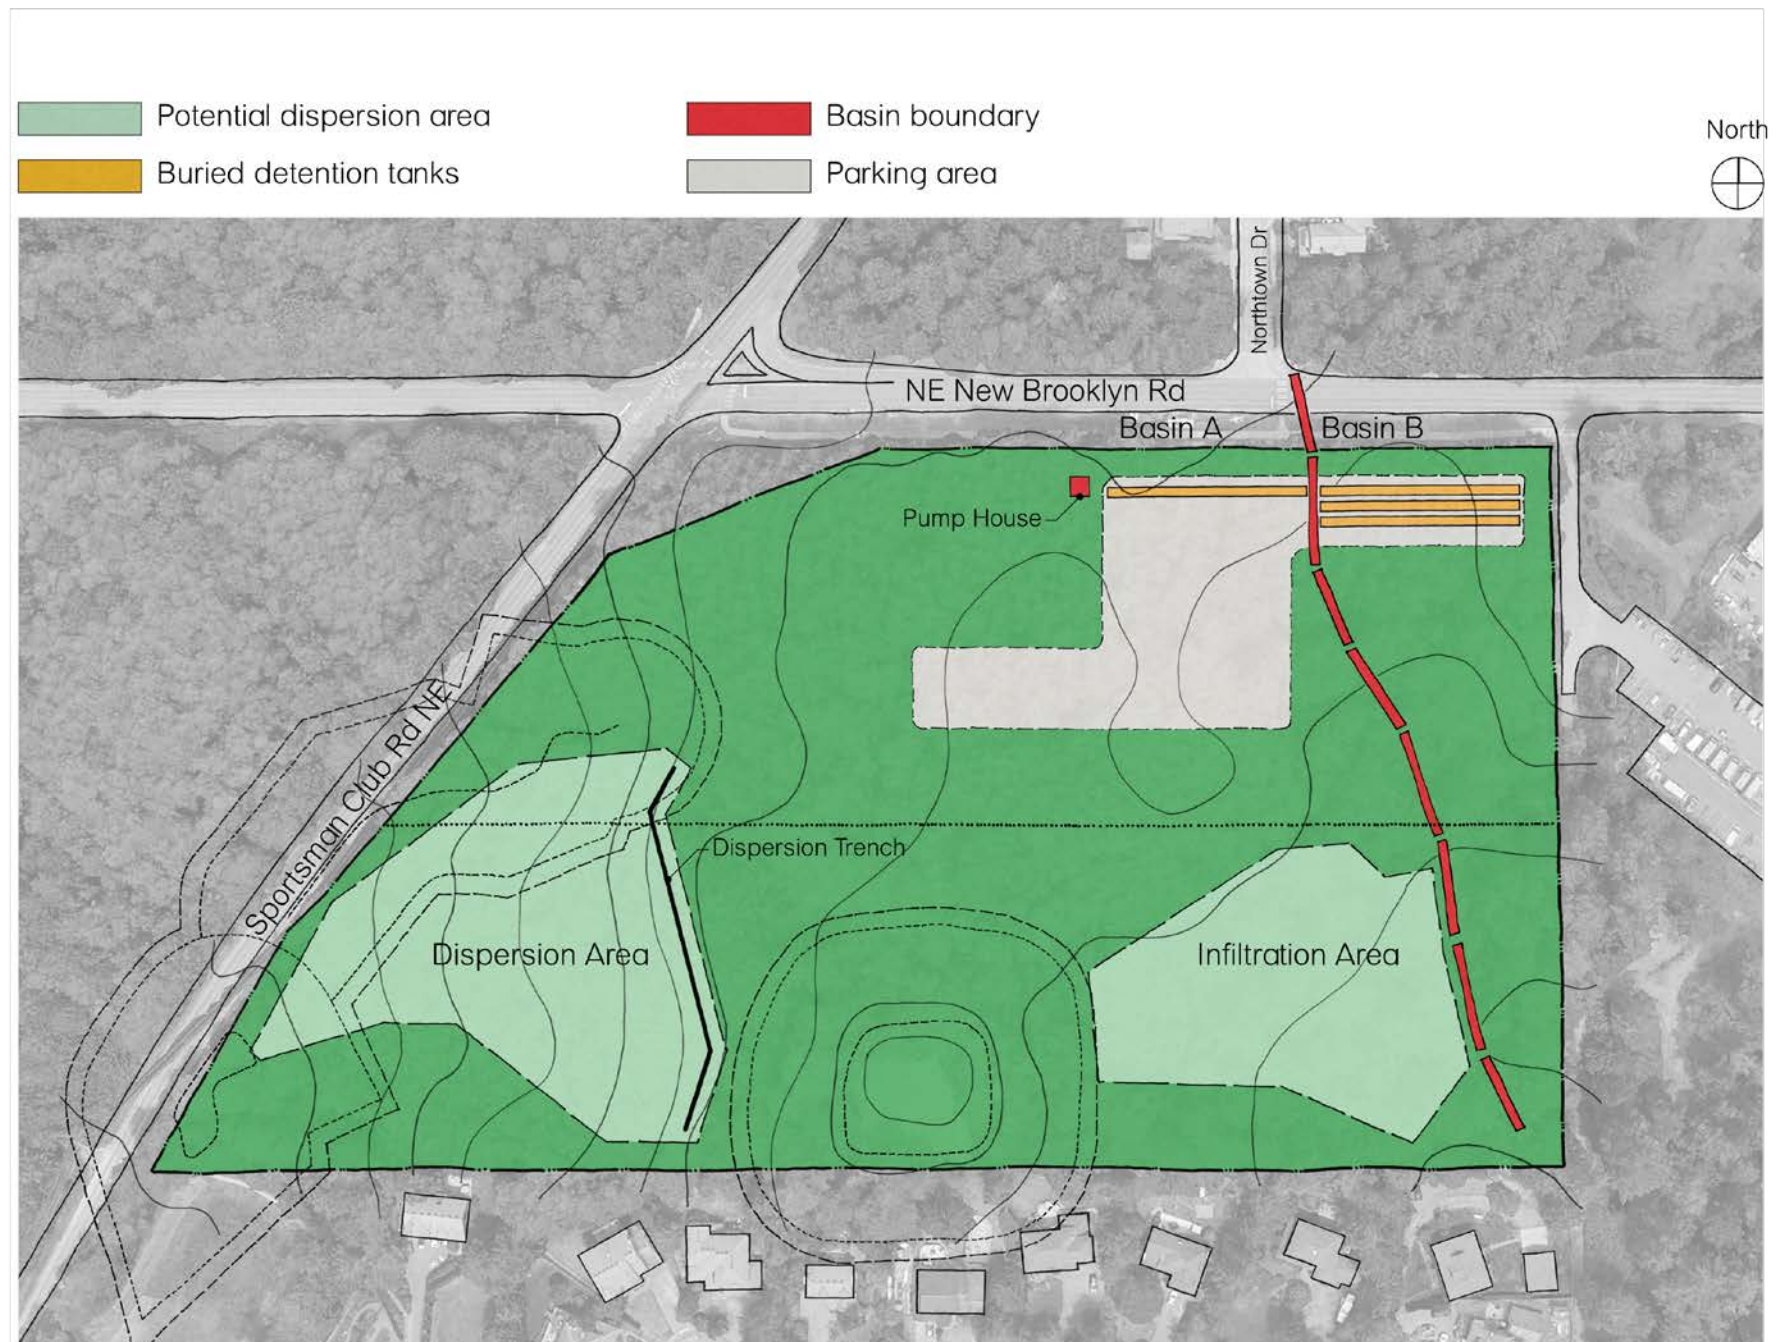 Potential dispersion area
Basin boundary
Buried detention tanks
Parking area
North
Northtown Dr
NE New Brooklyn Rd
Basin A
Basin B
Pump House
Sportsman Club Rd NE
Dispersion Trench
Dispersion Area
Infiltration Area